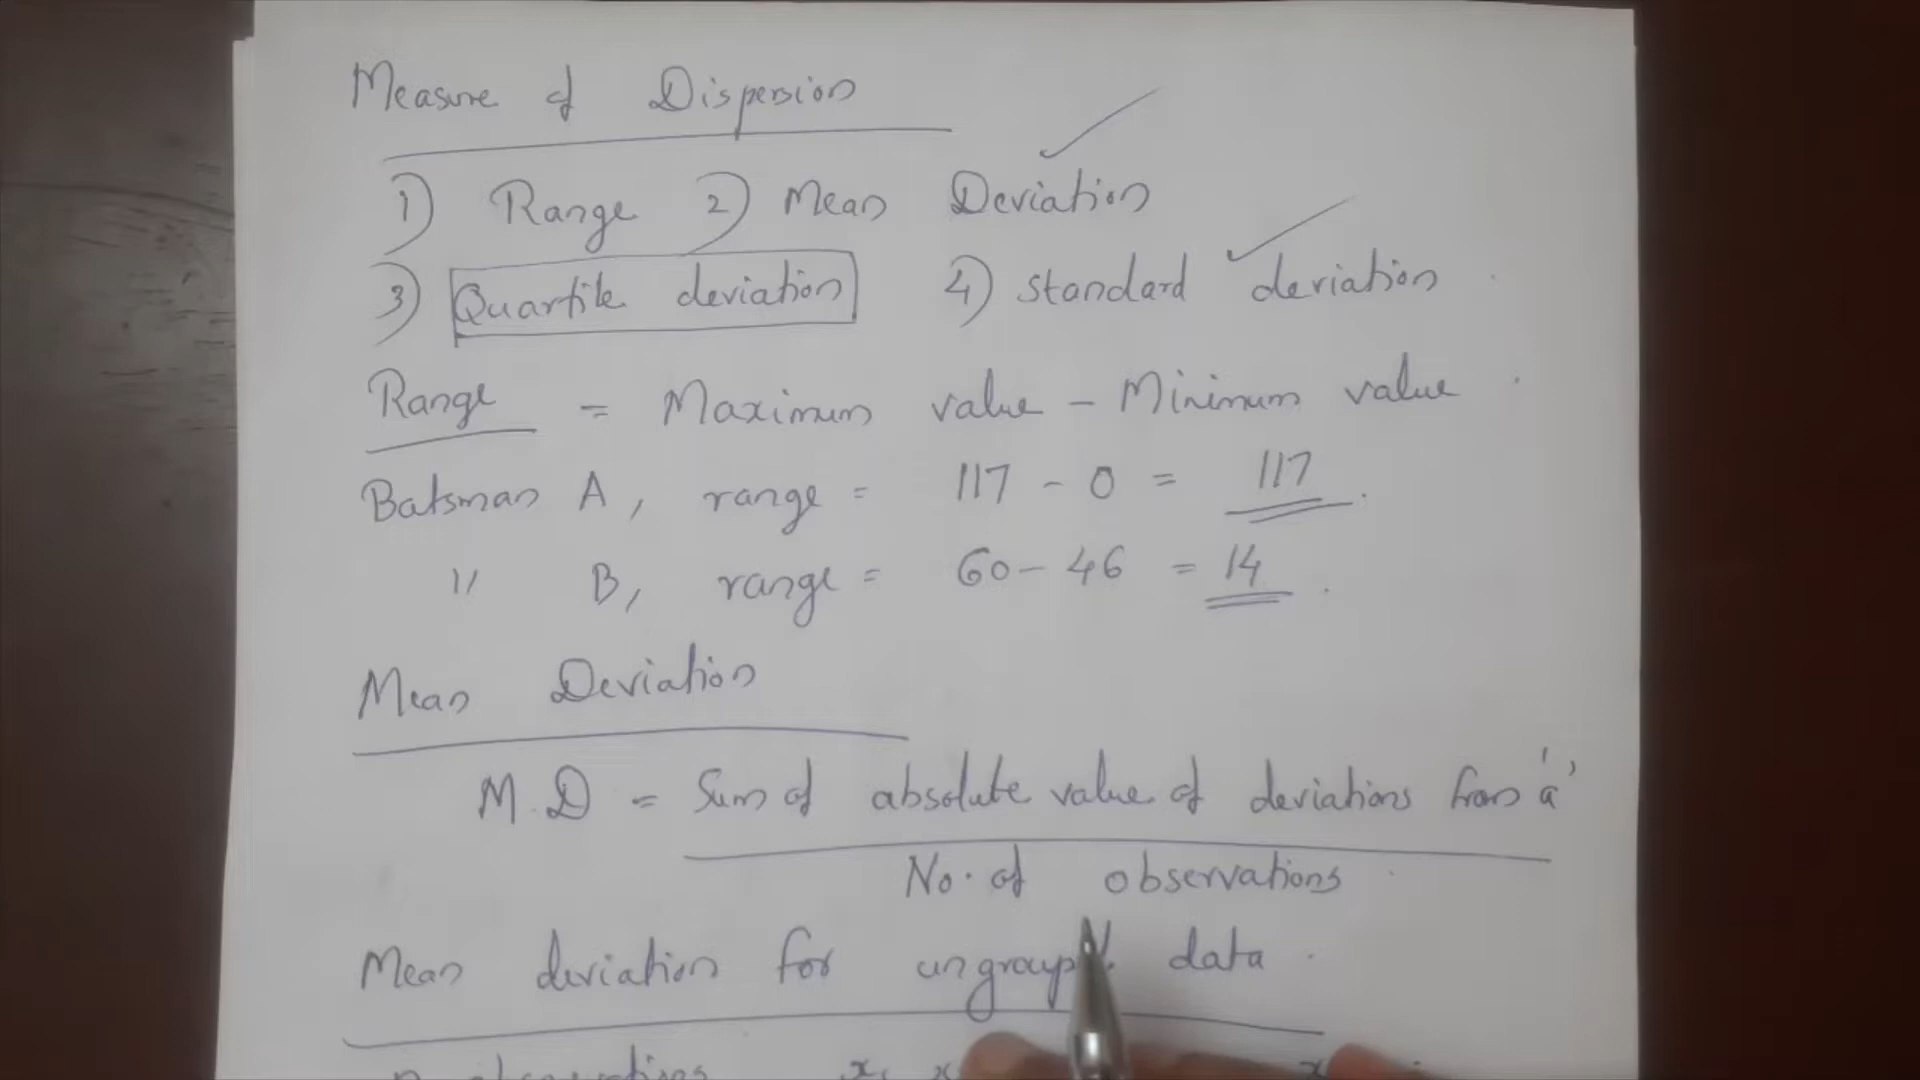 Measure of Dispersion
1) Range 2) Mean Deviation
3) Quartile deviation 4) Standard deviation
Range = Maximum value - Minimum value
Batsman A, range = 117 - 0 = 117
" B, range = 60 - 46 = 14
Mean Deviation
M.D = Sum of absolute value of deviations from 'a'
No. of observations
Mean deviation for data
observations